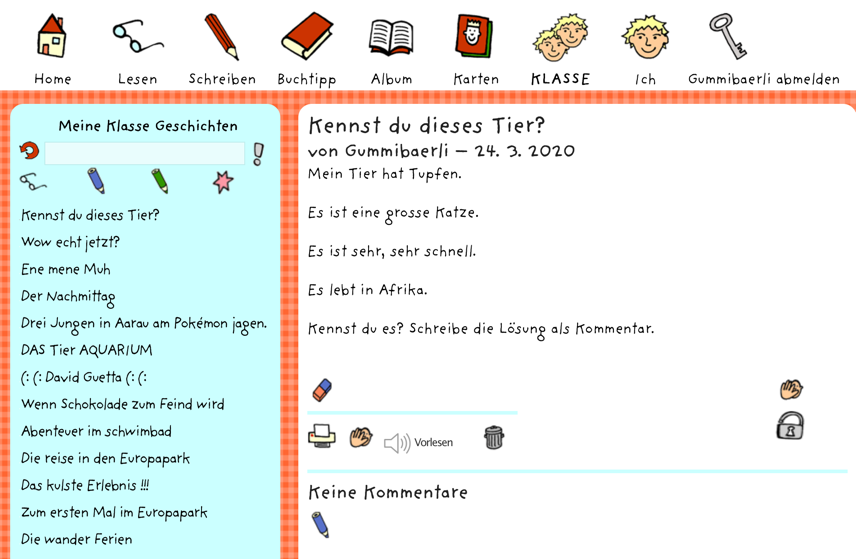 Home
Lesen
Schreiben
Buchtipp
Album
Karten
KLASSE
Ich
Gummibaerli abmelden
Meine Klasse Geschichten
Kennst du dieses Tier?
Wow echt jetzt?
Ene mene Muh
Der Nachmittag
Drei Jungen in Aarau am Pokémon jagen.
DAS Tier AQUARIUM
(: (: David Guetta (: (:
Wenn Schokolade zum Feind wird
Abenteuer im schwimbad
Die reise in den Europapark
Das kulste Erlebnis !!!
Zum ersten Mal im Europapark
Die wander Ferien
Kennst du dieses Tier?
von Gummibaerli – 24. 3. 2020
Mein Tier hat Tupfen.
Es ist eine grosse Katze.
Es ist sehr, sehr schnell.
Es lebt in Afrika.
Kennst du es? Schreibe die Lösung als Kommentar.
Vorlesen
Keine Kommentare